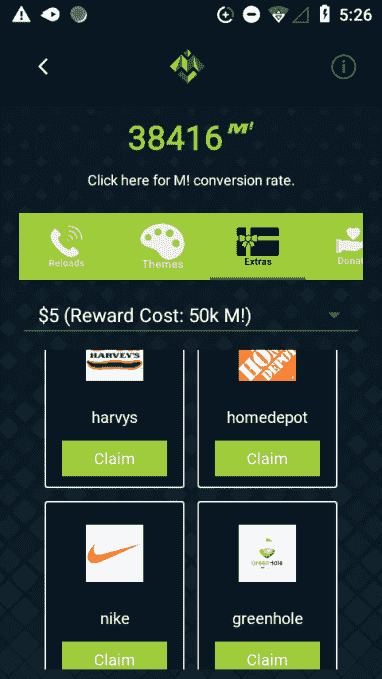 5:26
38416 M!
Click here for M! conversion rate.
Reloads
Themes
Extras
Donat
$5 (Reward Cost: 50k M!)
HARVEY'S
HOME
DEPOT
harvys
homedepot
Claim
Claim
GreenHole
nike
greenhole
Claim
Claim